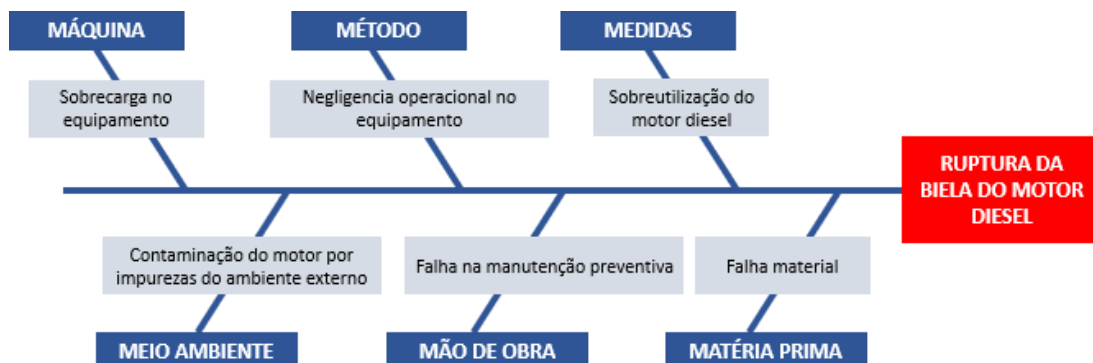 MÁQUINA
MÉTODO
MEDIDAS
Sobrecarga no
equipamento
Negligencia operacional no
equipamento
Sobreutilização do
motor diesel
RUPTURA DA
BIELA DO MOTOR
DIESEL
Contaminação do motor por
impurezas do ambiente externo
Falha na manutenção preventiva
Falha material
MEIO AMBIENTE
MÃO DE OBRA
MATÉRIA PRIMA